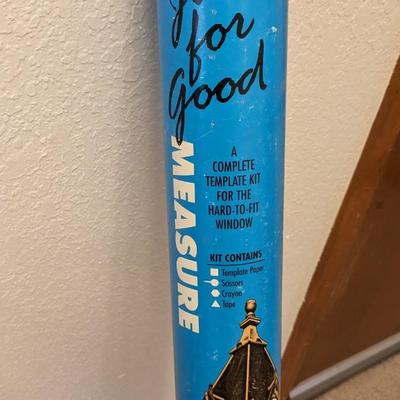 for
Good
MEASURE
A
COMPLETE
TEMPLATE KIT
FOR THE
HARD-TO-FIT
WINDOW
KIT CONTAINS
Template Paper
Scissors
Crayon
Tape